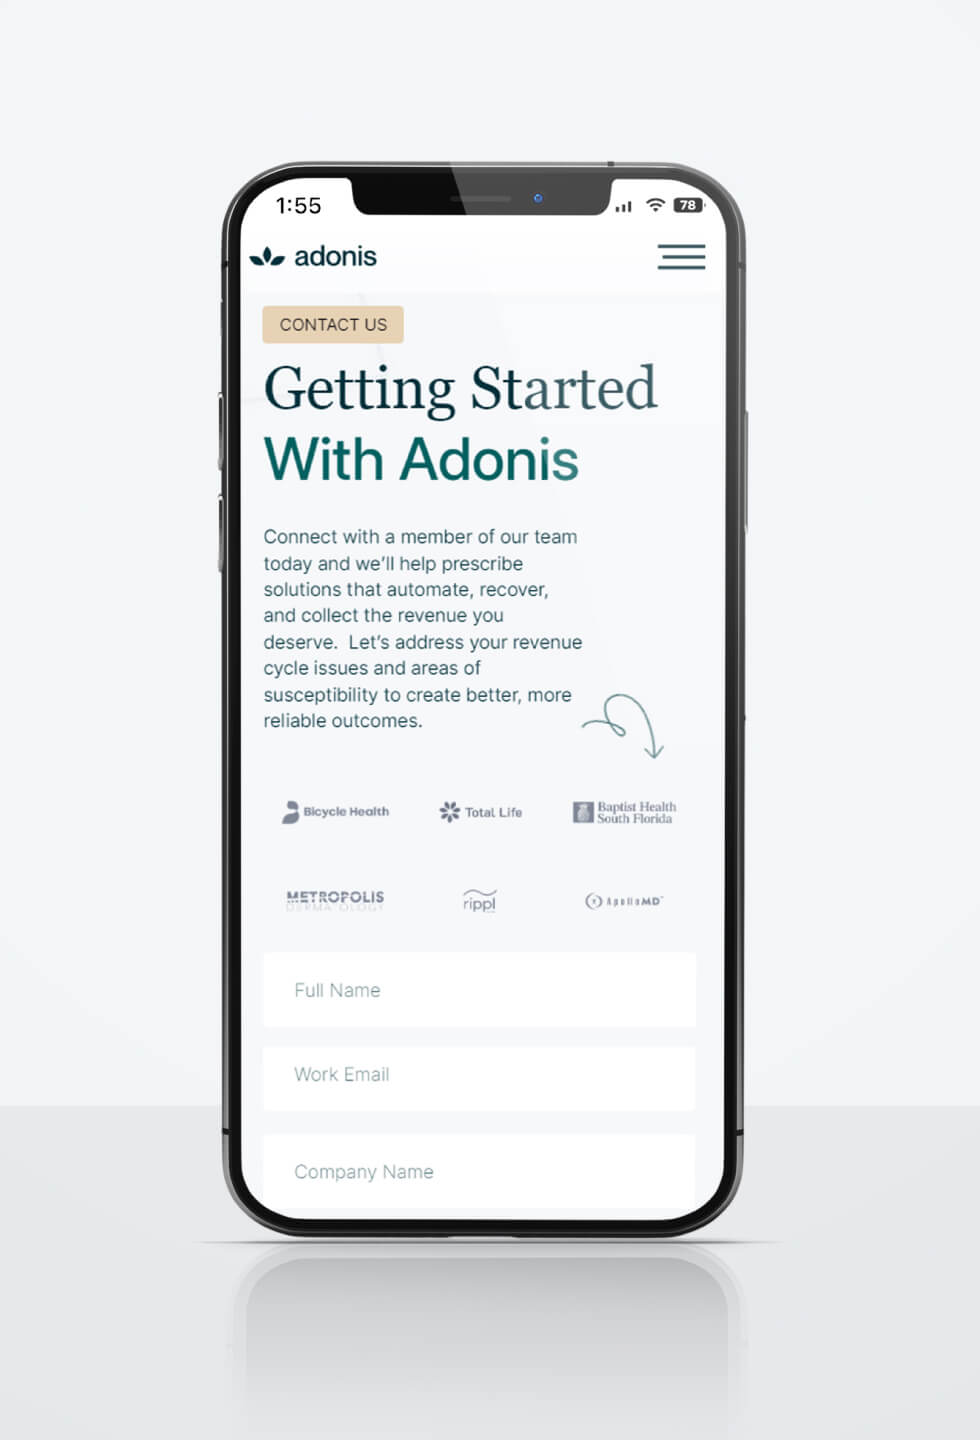 1:55
78
adonis
CONTACT US
Getting Started
With Adonis
Connect with a member of our team
today and we’ll help prescribe
solutions that automate, recover,
and collect the revenue you
deserve.  Let’s address your revenue
cycle issues and areas of
susceptibility to create better, more
reliable outcomes.
Bicycle Health
Total Life
Baptist Health
South Florida
METROPOLIS
DERMATOLOGY
rippl
ApolloMD™
Full Name
Work Email
Company Name